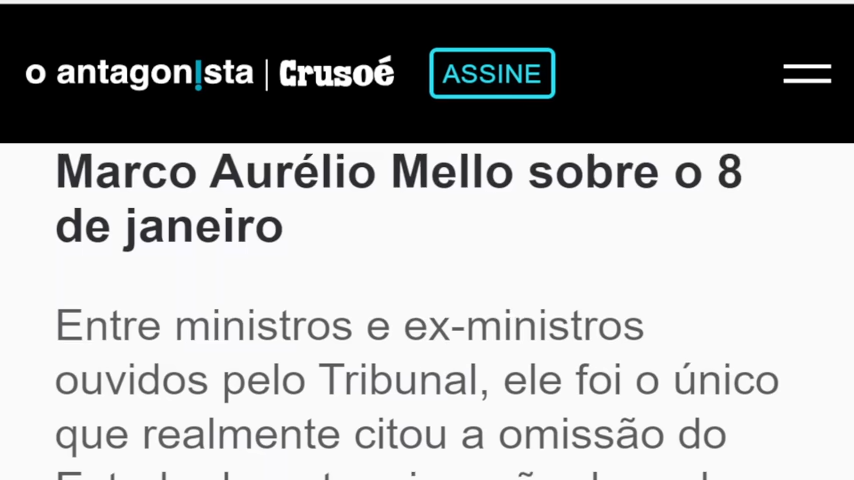 o antagon!sta | Crusoé ASSINE
Marco Aurélio Mello sobre o 8
de janeiro
Entre ministros e ex-ministros
ouvidos pelo Tribunal, ele foi o único
que realmente citou a omissão do